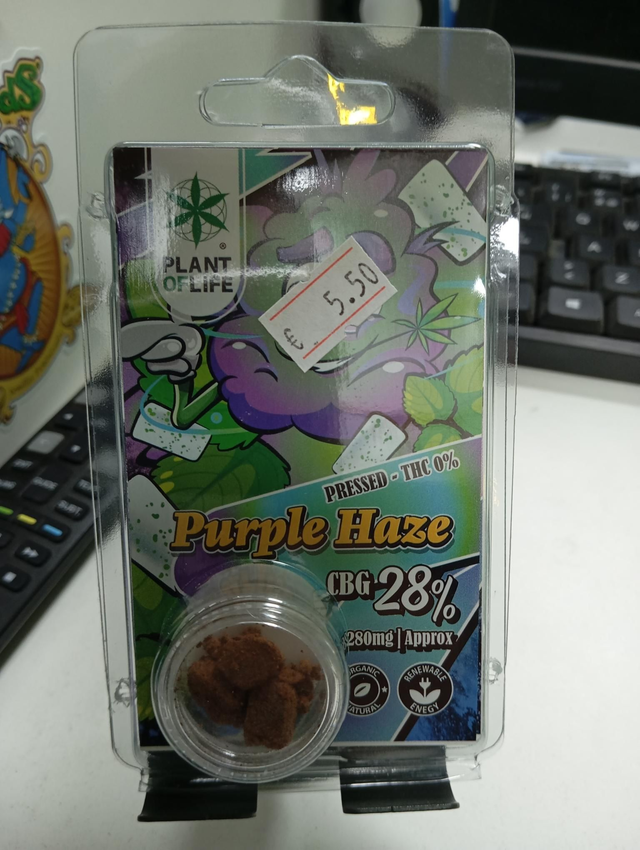 PLANT
OF LIFE
®
€ 5.50
PRESSED - THC 0%
Purple Haze
CBG 28%
280mg | Approx
ORGANIC
NATURAL
RENEWABLE
ENEGY